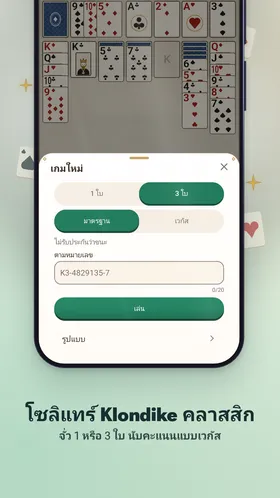 เกมใหม่
1 ใบ
3 ใบ
มาตรฐาน
เวกัส
ไม่รับประกันว่าชนะ
ตามหมายเลข
K3-4829135-7
0/20
เล่น
รูปแบบ
โซลิแทร์ Klondike คลาสสิก
จั่ว 1 หรือ 3 ใบ นับคะแนนแบบเวกัส